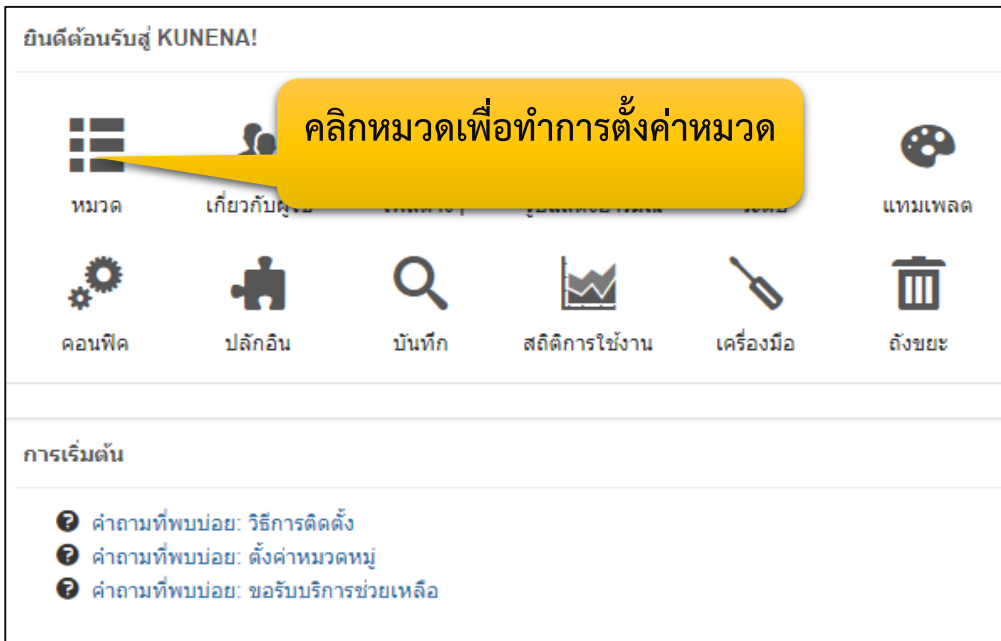 ยินดีต้อนรับสู่ KUNENA!
คลิกหมวดเพื่อทำการตั้งค่าหมวด
หมวด
แทมเพลต
คอนฟิค
ปลักอิน
บันทึก
สถิติการใช้งาน
เครื่องมือ
ถังขยะ
การเริ่มต้น
คำถามที่พบบ่อย: วิธีการติดตั้ง
คำถามที่พบบ่อย: ตั้งค่าหมวดหมู่
คำถามที่พบบ่อย: ขอรับบริการช่วยเหลือ